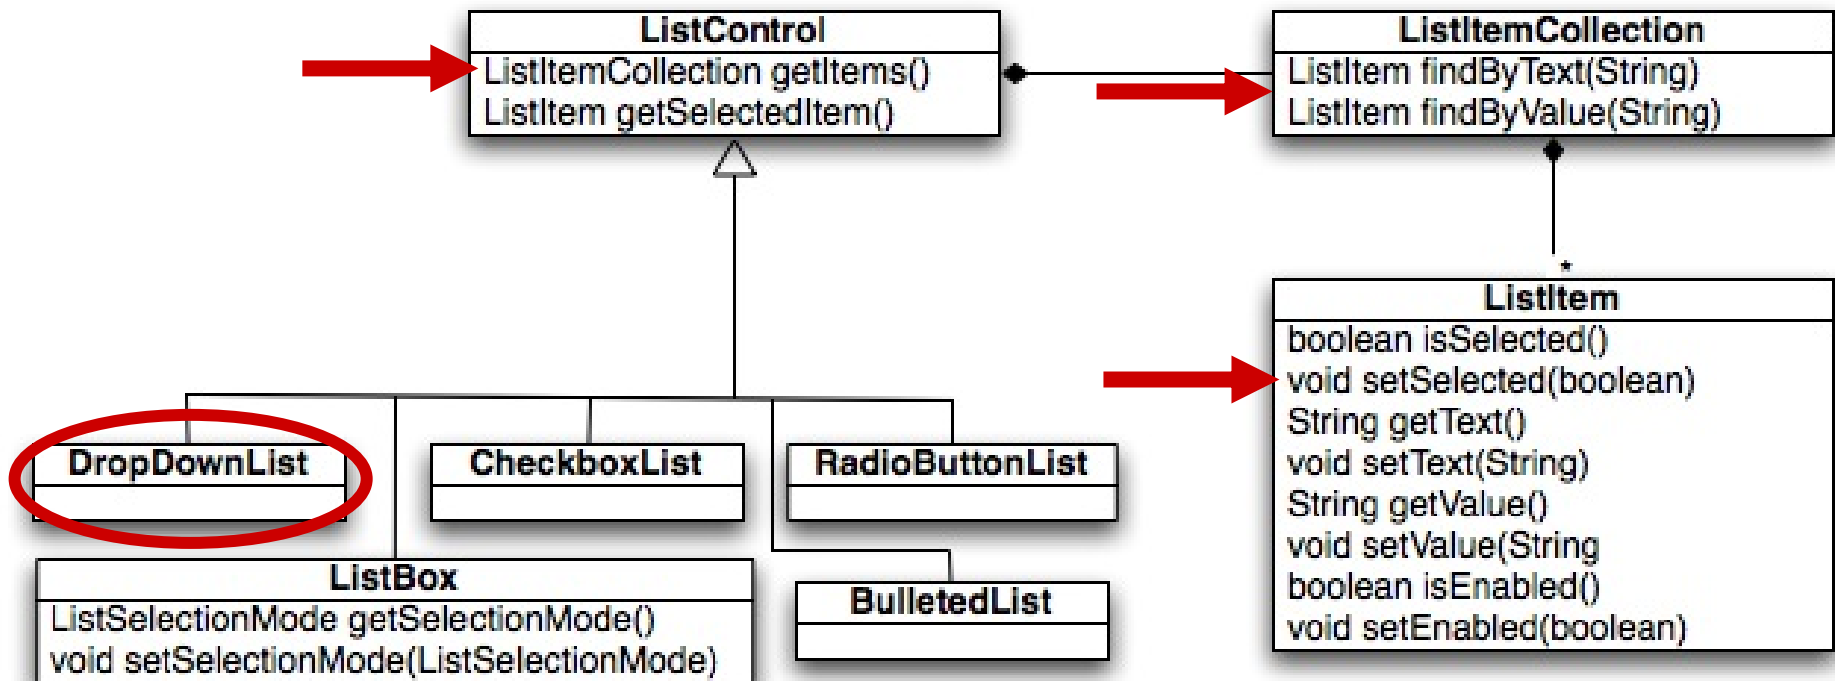 ListControl
ListItemCollection getItems()
ListItem getSelectedItem()
ListItemCollection
ListItem findByText(String)
ListItem findByValue(String)
*
ListItem
boolean isSelected()
void setSelected(boolean)
String getText()
void setText(String)
String getValue()
void setValue(String
boolean isEnabled()
void setEnabled(boolean)
DropDownList
CheckboxList
RadioButtonList
ListBox
ListSelectionMode getSelectionMode()
void setSelectionMode(ListSelectionMode)
BulletedList